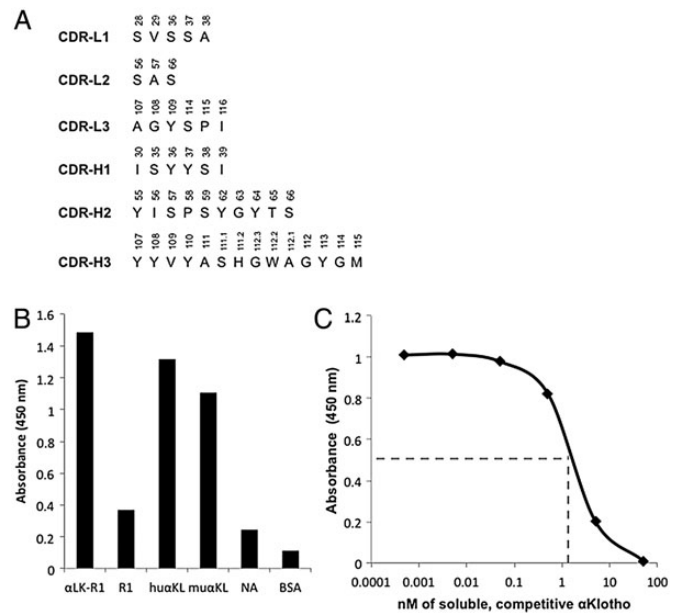 A
28 29 36 37 38
CDR-L1 S V S S A
56 57 66
CDR-L2 S A S
107 108 109 114 115 116
CDR-L3 A G Y S P I
30 35 36 37 38 39
CDR-H1 I S Y Y S I
55 56 57 58 59 62 63 64 65 66
CDR-H2 Y I S P S Y G Y T S
107 108 109 110 111 111.1 111.2 112.3 112.2 112.1 112 113 114 115
CDR-H3 Y Y V Y A S H G W A G Y G M
B
Absorbance (450 nm)
1.6
1.4
1.2
1
0.8
0.6
0.4
0.2
0
αLK-R1 R1 huαKL muαKL NA BSA
C
Absorbance (450 nm)
1.2
1
0.8
0.6
0.4
0.2
0
0.0001 0.001 0.01 0.1 1 10 100
nM of soluble, competitive αKlotho